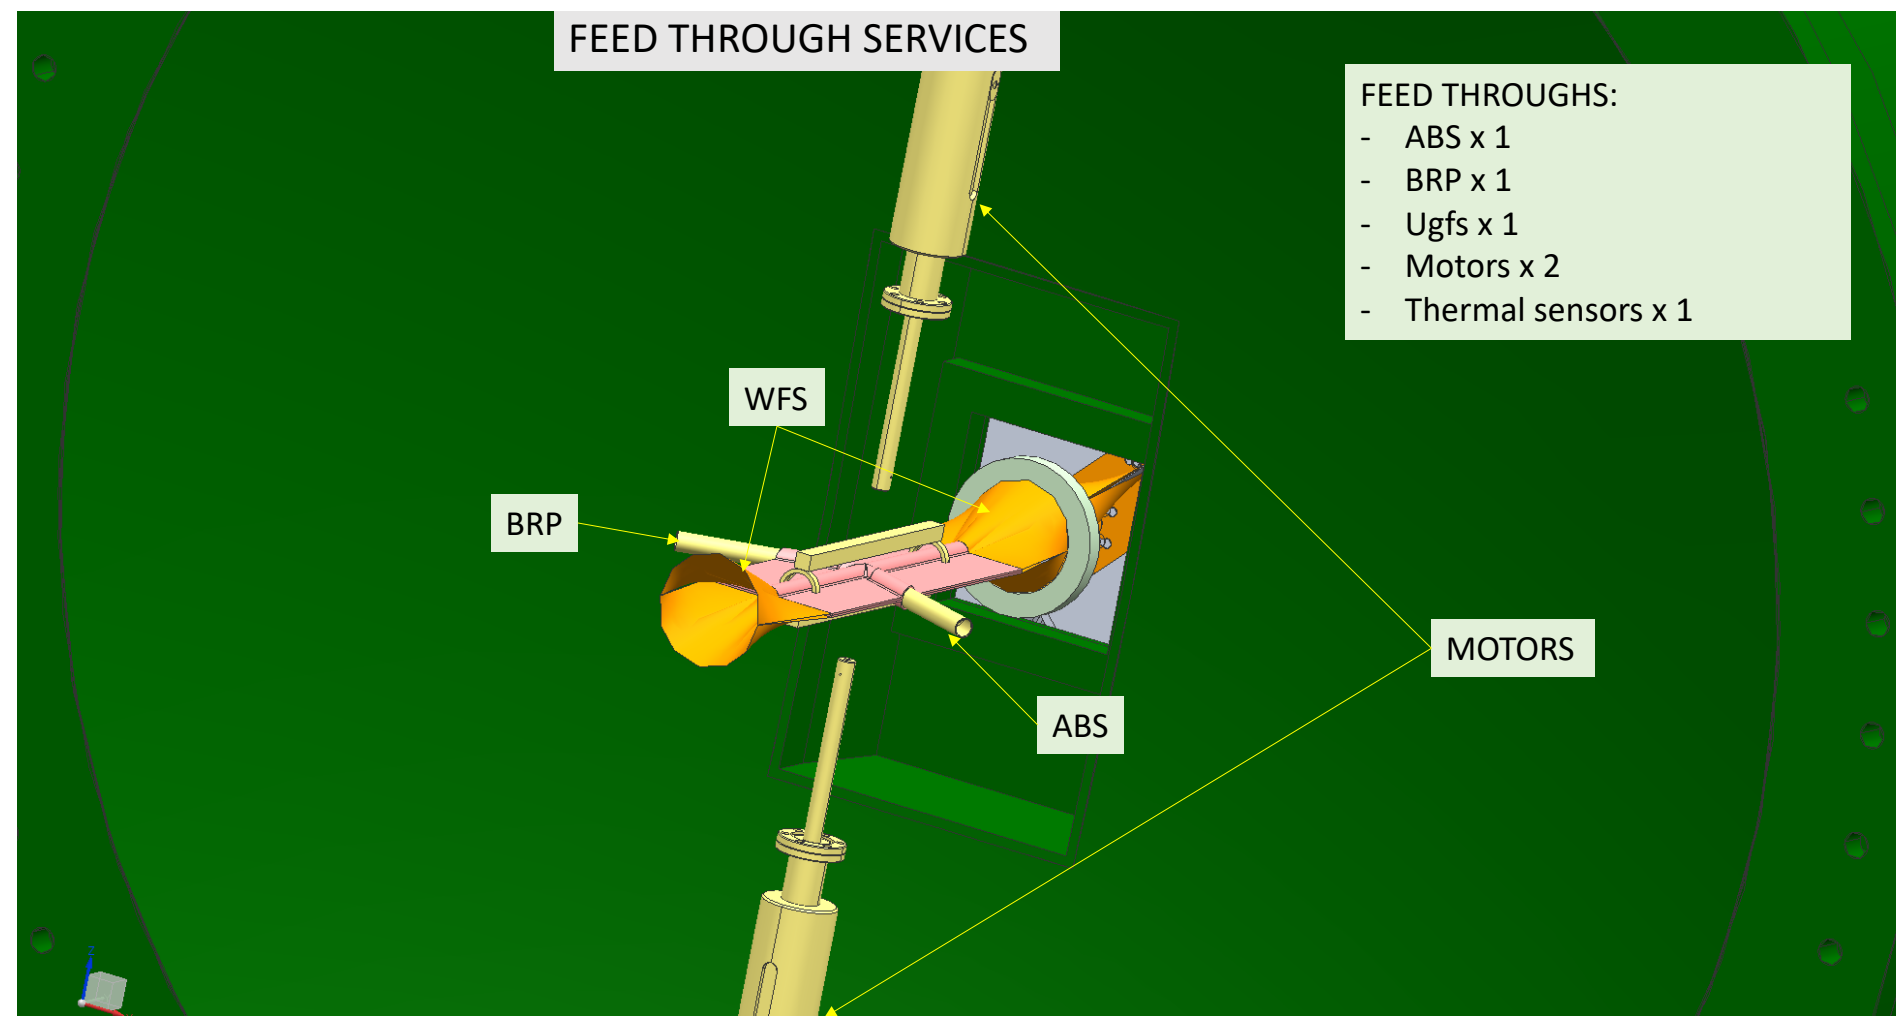 FEED THROUGH SERVICES
FEED THROUGHS:
- ABS x 1
- BRP x 1
- Ugfs x 1
- Motors x 2
- Thermal sensors x 1
WFS
BRP
MOTORS
ABS
Z